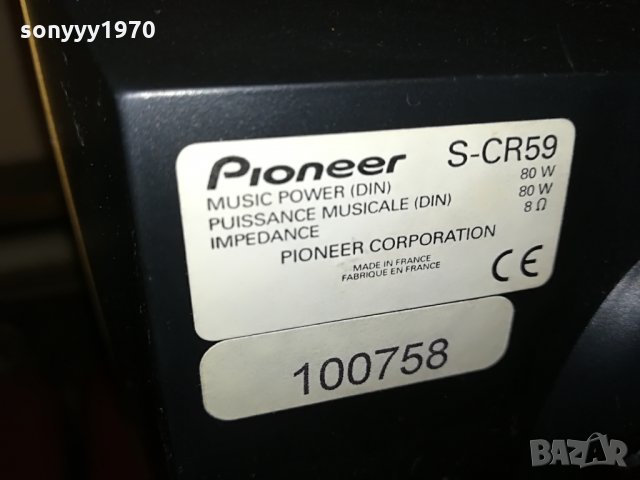 sonyyy1970
Pioneer S-CR59
MUSIC POWER (DIN) 80 W
PUISSANCE MUSICALE (DIN) 80 W
IMPEDANCE 8 Ω
PIONEER CORPORATION
MADE IN FRANCE
FABRIQUE EN FRANCE
CE
100758
BAZAR